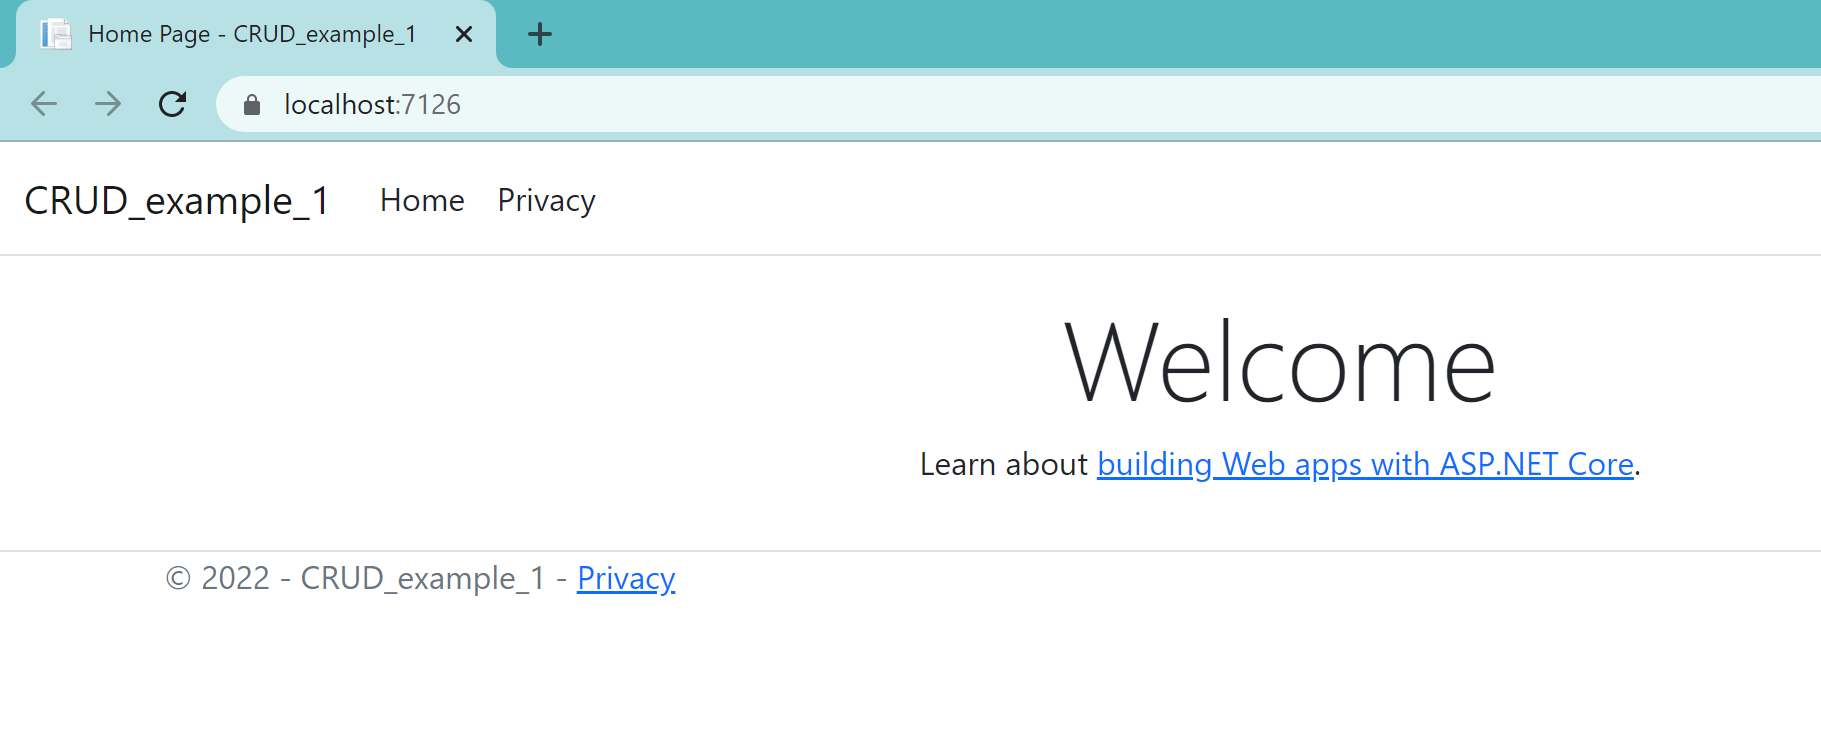 Home Page - CRUD_example_1
localhost:7126
CRUD_example_1 Home Privacy
Welcome
Learn about building Web apps with ASP.NET Core.
© 2022 - CRUD_example_1 - Privacy